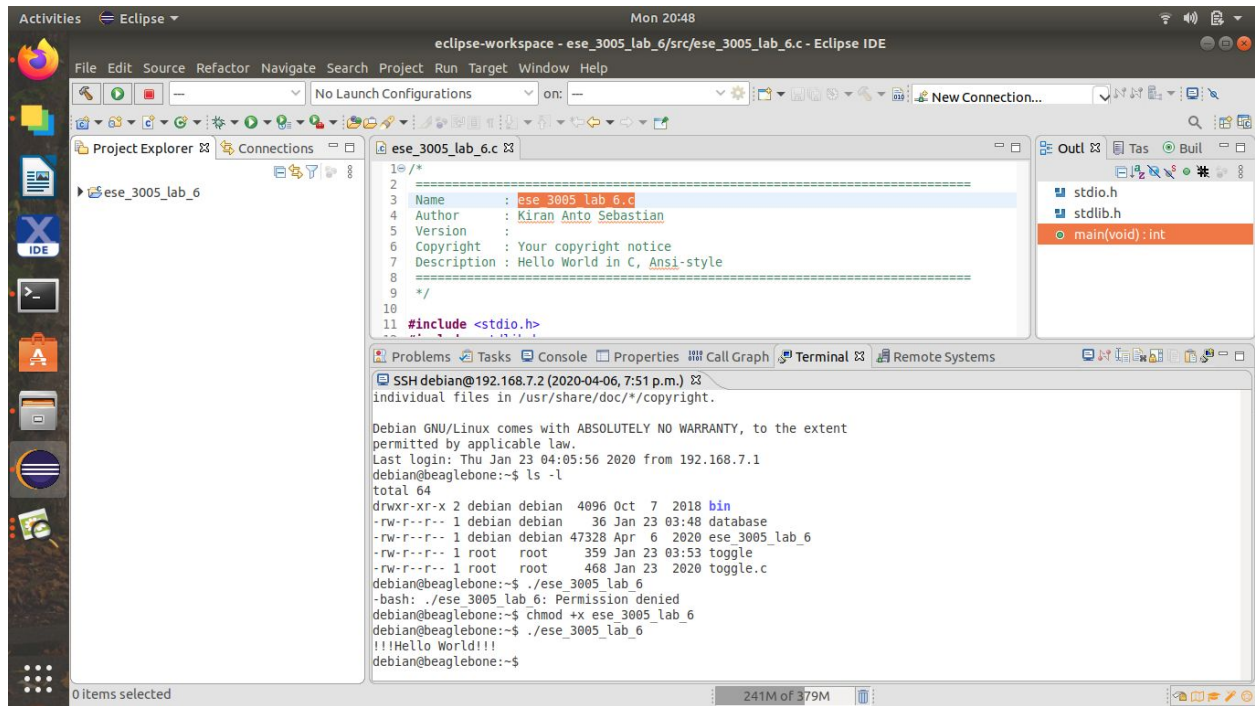 Activities Eclipse Mon 20:48
eclipse-workspace - ese_3005_lab_6/src/ese_3005_lab_6.c - Eclipse IDE
File Edit Source Refactor Navigate Search Project Run Target Window Help
--- No Launch Configurations on: --- New Connection...
Project Explorer Connections
ese_3005_lab_6
IDE
ese_3005_lab_6.c
1 /*
2 =============================================================================
3 Name : ese_3005_lab_6.c
4 Author : Kiran Anto Sebastian
5 Version :
6 Copyright : Your copyright notice
7 Description : Hello World in C, Ansi-style
8 =============================================================================
9 */
10
11 #include <stdio.h>
Outl Tas Buil
stdio.h
stdlib.h
main(void) : int
Problems Tasks Console Properties Call Graph Terminal Remote Systems
SSH debian@192.168.7.2 (2020-04-06, 7:51 p.m.)
individual files in /usr/share/doc/*/copyright.
Debian GNU/Linux comes with ABSOLUTELY NO WARRANTY, to the extent
permitted by applicable law.
Last login: Thu Jan 23 04:05:56 2020 from 192.168.7.1
debian@beaglebone:~$ ls -l
total 64
drwxr-xr-x 2 debian debian 4096 Oct 7 2018 bin
-rw-r--r-- 1 debian debian 36 Jan 23 03:48 database
-rw-r--r-- 1 debian debian 47328 Apr 6 2020 ese_3005_lab_6
-rw-r--r-- 1 root root 359 Jan 23 03:53 toggle
-rw-r--r-- 1 root root 468 Jan 23 2020 toggle.c
debian@beaglebone:~$ ./ese_3005_lab_6
-bash: ./ese_3005_lab_6: Permission denied
debian@beaglebone:~$ chmod +x ese_3005_lab_6
debian@beaglebone:~$ ./ese_3005_lab_6
!!!Hello World!!!
debian@beaglebone:~$
0 items selected
241M of 379M